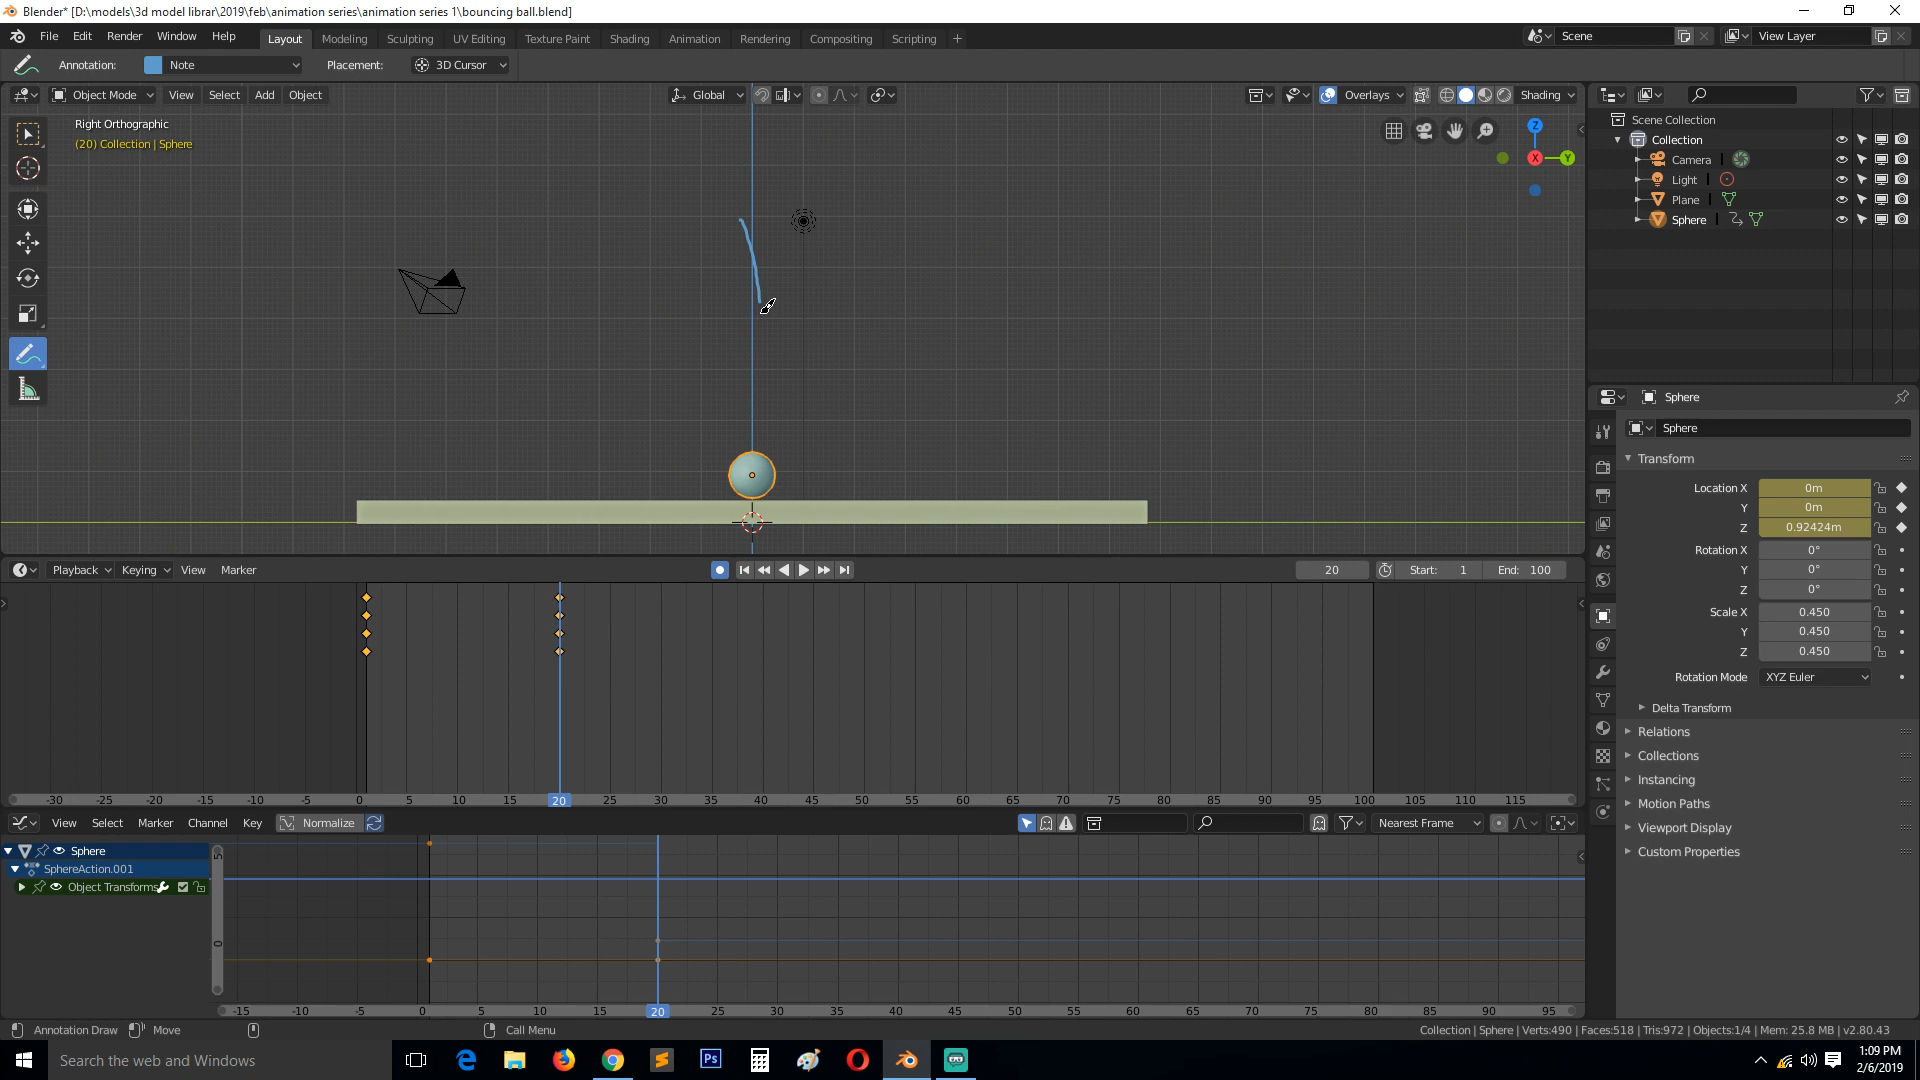 Blender* [D:\models\3d model librar\2019\feb\animation series\animation series 1\bouncing ball.blend]
File Edit Render Window Help Layout Modeling Sculpting UV Editing Texture Paint Shading Animation Rendering Compositing Scripting + Scene View Layer
Annotation: Note Placement: 3D Cursor
Object Mode View Select Add Object Global Overlays Shading
Right Orthographic
(20) Collection | Sphere
Z
X
Y
Scene Collection
Collection
Camera
Light
Plane
Sphere
Sphere
Sphere
Transform
Location X 0m
Y 0m
Z 0.92424m
Rotation X 0°
Y 0°
Z 0°
Scale X 0.450
Y 0.450
Z 0.450
Rotation Mode XYZ Euler
Delta Transform
Relations
Collections
Instancing
Motion Paths
Viewport Display
Custom Properties
Playback Keying View Marker 20 Start: 1 End: 100
-30 -25 -20 -15 -10 -5 0 5 10 15 20 25 30 35 40 45 50 55 60 65 70 75 80 85 90 95 100 105 110 115
View Select Marker Channel Key Normalize Nearest Frame
Sphere
SphereAction.001
Object Transforms
5
0
-15 -10 -5 0 5 10 15 20 25 30 35 40 45 50 55 60 65 70 75 80 85 90 95
Annotation Draw Move Call Menu Collection | Sphere | Verts:490 | Faces:518 | Tris:972 | Objects:1/4 | Mem: 25.8 MB | v2.80.43
Search the web and Windows
Ps
1:09 PM
2/6/2019